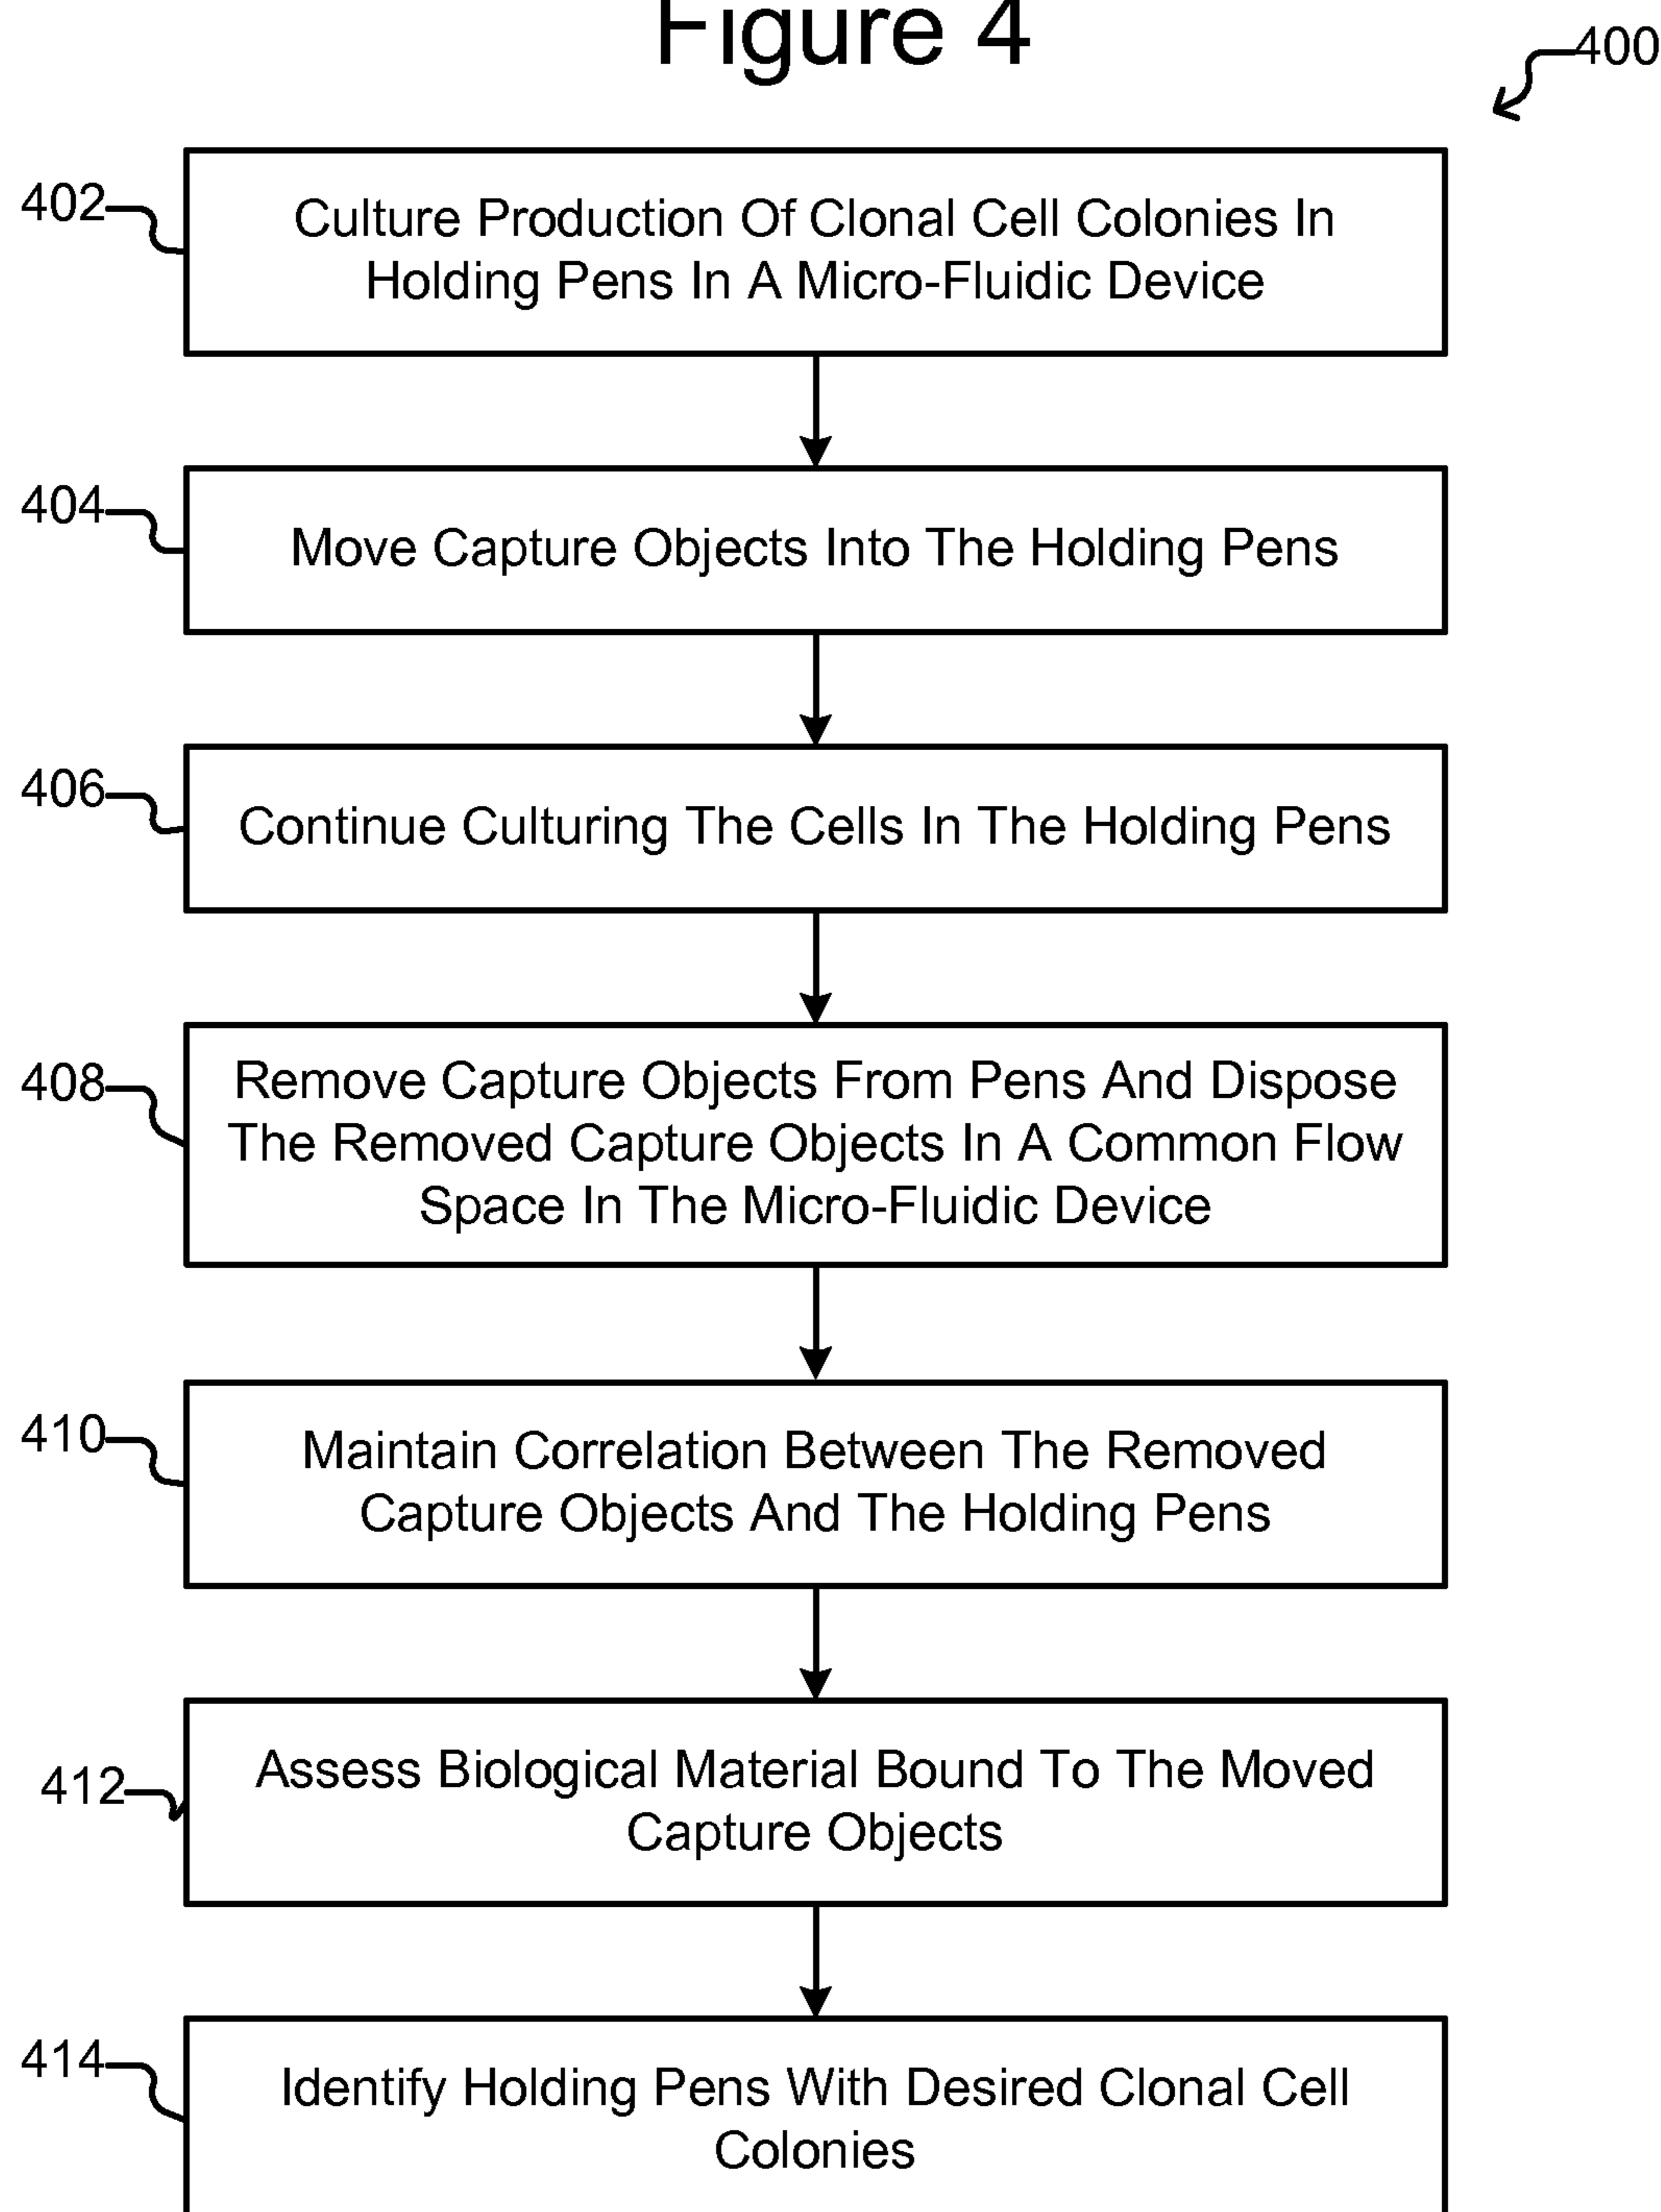 Figure 4
400
402
Culture Production Of Clonal Cell Colonies In
Holding Pens In A Micro-Fluidic Device
404
Move Capture Objects Into The Holding Pens
406
Continue Culturing The Cells In The Holding Pens
408
Remove Capture Objects From Pens And Dispose
The Removed Capture Objects In A Common Flow
Space In The Micro-Fluidic Device
410
Maintain Correlation Between The Removed
Capture Objects And The Holding Pens
412
Assess Biological Material Bound To The Moved
Capture Objects
414
Identify Holding Pens With Desired Clonal Cell
Colonies